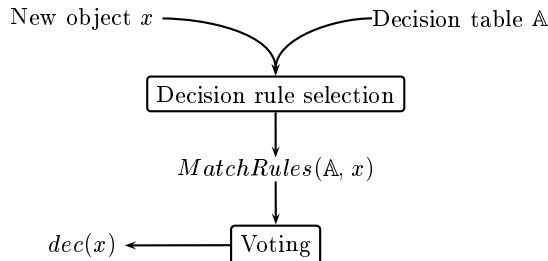 New object x
Decision table 𝔸
Decision rule selection
MatchRules(𝔸, x)
dec(x)
Voting